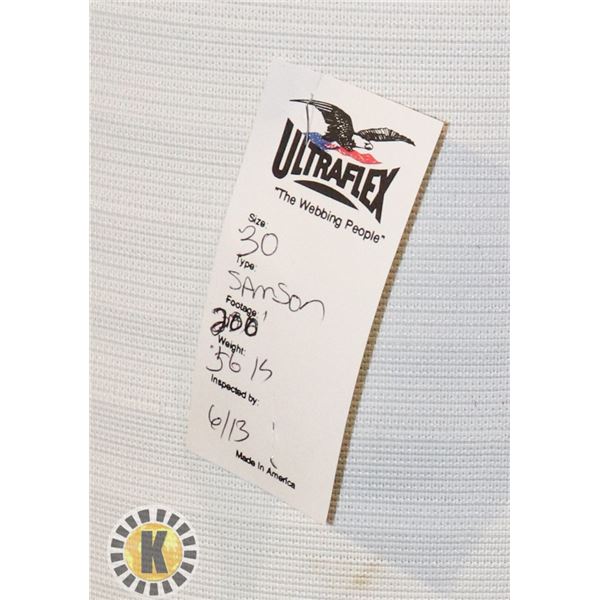 ULTRAFLEX
"The Webbing People"
Size:
30
Type:
SAMSON
Footage:
200
Weight:
56 lb
Inspected by:
6/13
Made In America
K